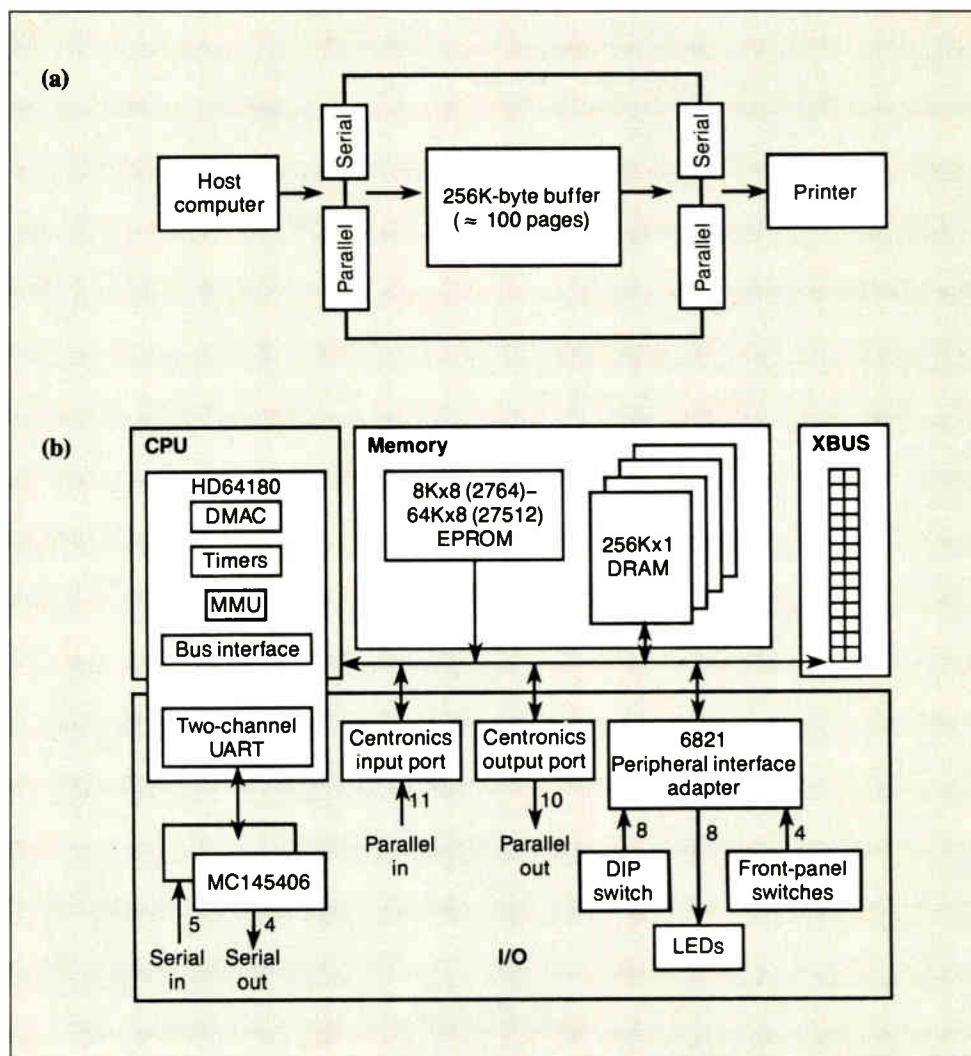 (a)
Host
computer
Serial
Parallel
256K-byte buffer
(≈ 100 pages)
Serial
Parallel
Printer
(b)
CPU
HD64180
DMAC
Timers
MMU
Bus interface
Two-channel
UART
Memory
8Kx8 (2764)–
64Kx8 (27512)
EPROM
256Kx1
DRAM
XBUS
Centronics
input port
11
Parallel
in
Centronics
output port
10
Parallel
out
6821
Peripheral interface
adapter
8
DIP
switch
8
LEDs
4
Front-panel
switches
MC145406
5
Serial
in
4
Serial
out
I/O